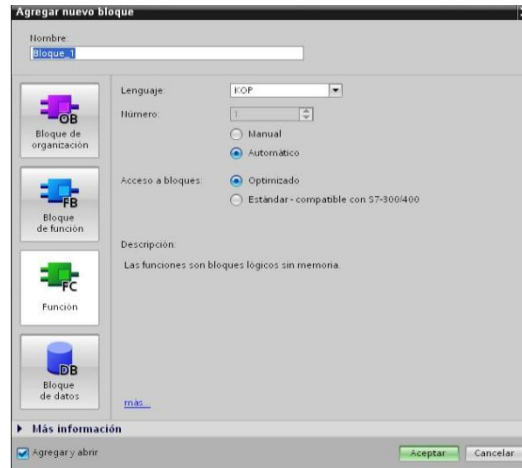 Agregar nuevo bloque
Nombre:
Bloque_1
OB
Bloque de
organización
FB
Bloque
de función
FC
Función
DB
Bloque
de datos
Lenguaje: KOP
Número: 1
Manual
Automático
Acceso a bloques: Optimizado
Estándar - compatible con S7-300/400
Descripción:
Las funciones son bloques lógicos sin memoria.
más...
Más información
Agregar y abrir
Aceptar Cancelar